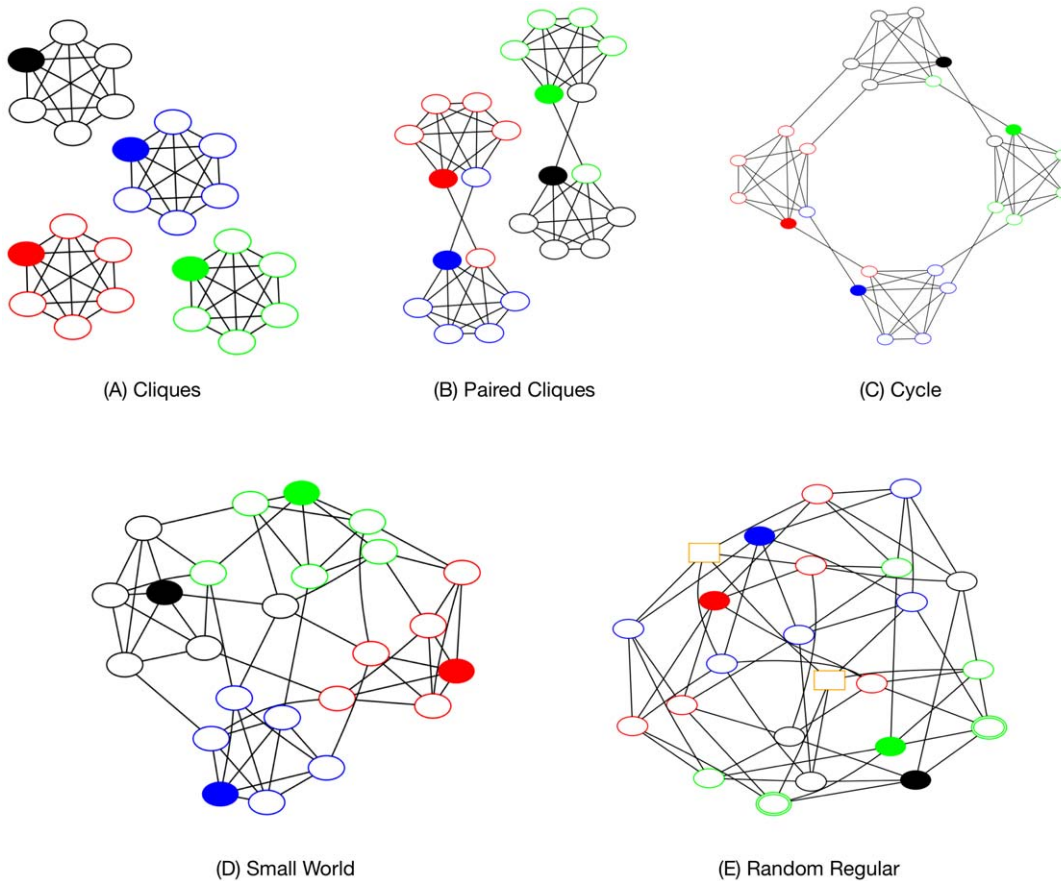 (A) Cliques
(B) Paired Cliques
(C) Cycle
(D) Small World
(E) Random Regular